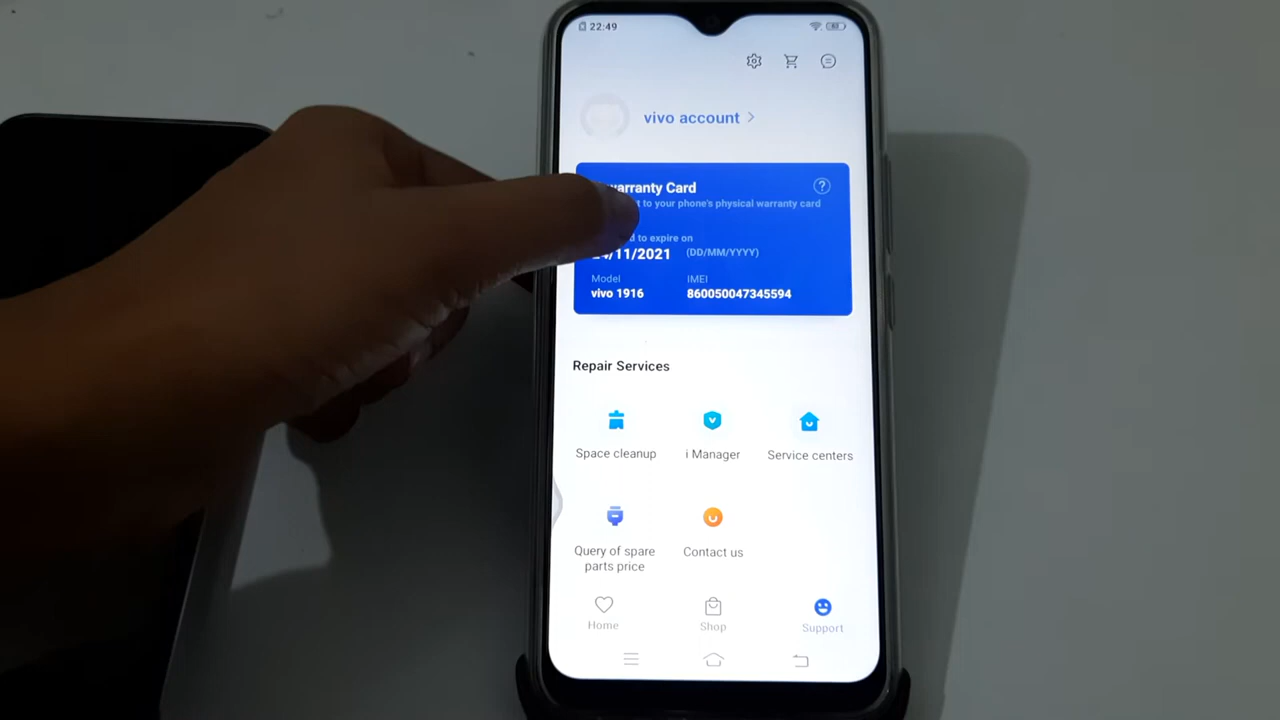 22:49
vivo account
Warranty Card
to your phone's physical warranty card
to expire on
/11/2021 (DD/MM/YYYY)
Model IMEI
vivo 1916 860050047345594
Repair Services
Space cleanup i Manager Service centers
Query of spare Contact us
parts price
Home Shop Support